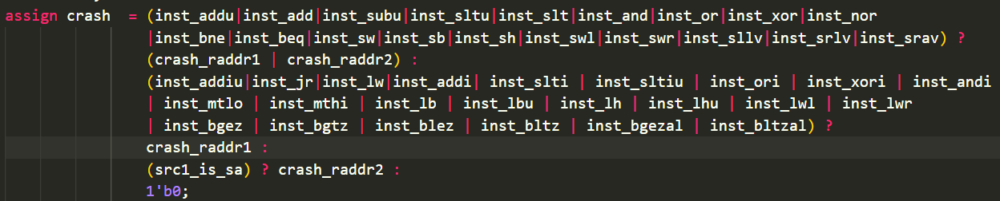 assign crash  = (inst_addu|inst_add|inst_subu|inst_sltu|inst_slt|inst_and|inst_or|inst_xor|inst_nor
|inst_bne|inst_beq|inst_sw|inst_sb|inst_sh|inst_swl|inst_swr|inst_sllv|inst_srlv|inst_srav) ?
(crash_raddr1 | crash_raddr2) :
(inst_addiu|inst_jr|inst_lw|inst_addi| inst_slti | inst_sltiu | inst_ori | inst_xori | inst_andi
| inst_mtlo | inst_mthi | inst_lb | inst_lbu | inst_lh | inst_lhu | inst_lwl | inst_lwr
| inst_bgez | inst_bgtz | inst_blez | inst_bltz | inst_bgezal | inst_bltzal) ?
crash_raddr1 :
(src1_is_sa) ? crash_raddr2 :
1'b0;